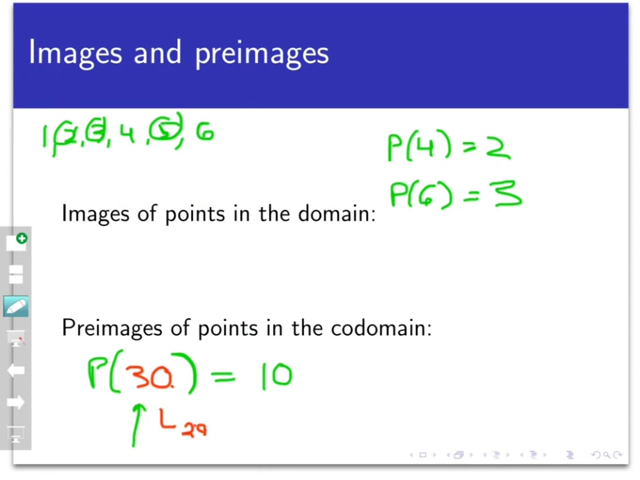 Images and preimages
1, 2, 3, 4, 5, 6
P(4) = 2
P(6) = 3
Images of points in the domain:
Preimages of points in the codomain:
P(30) = 10
↑ L 29